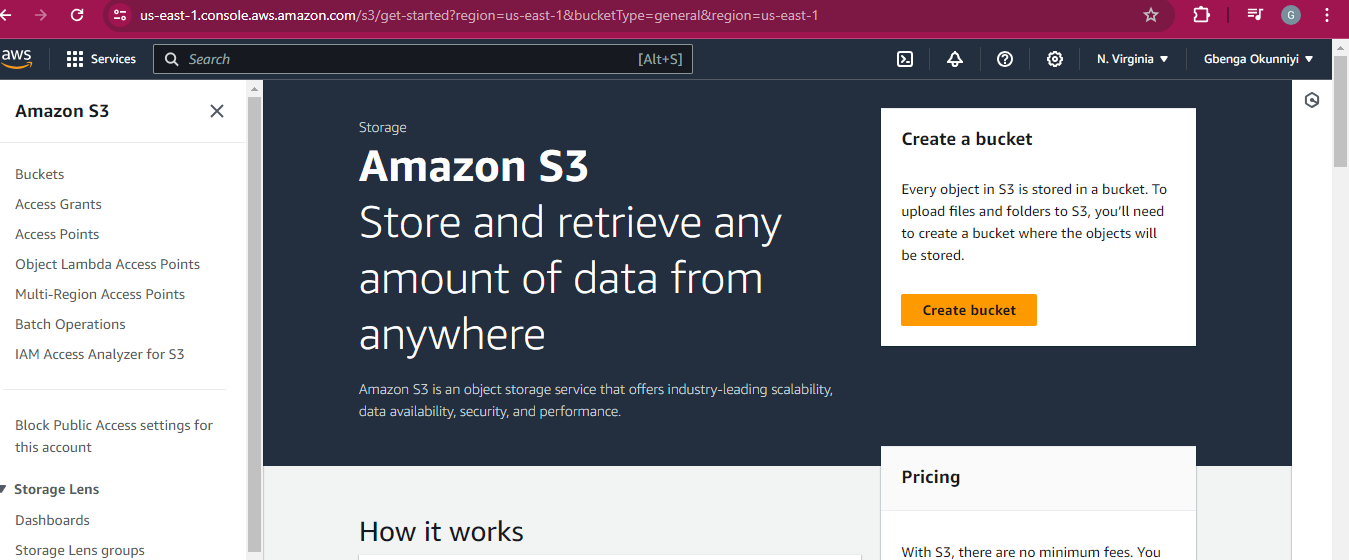 us-east-1.console.aws.amazon.com/s3/get-started?region=us-east-1&bucketType=general&region=us-east-1
G
aws
Services
Search
[Alt+S]
N. Virginia
Gbenga Okunniyi
Amazon S3
Buckets
Access Grants
Access Points
Object Lambda Access Points
Multi-Region Access Points
Batch Operations
IAM Access Analyzer for S3
Block Public Access settings for
this account
Storage Lens
Dashboards
Storage Lens groups
Storage
Amazon S3
Store and retrieve any
amount of data from
anywhere
Amazon S3 is an object storage service that offers industry-leading scalability,
data availability, security, and performance.
How it works
Create a bucket
Every object in S3 is stored in a bucket. To
upload files and folders to S3, you'll need
to create a bucket where the objects will
be stored.
Create bucket
Pricing
With S3, there are no minimum fees. You